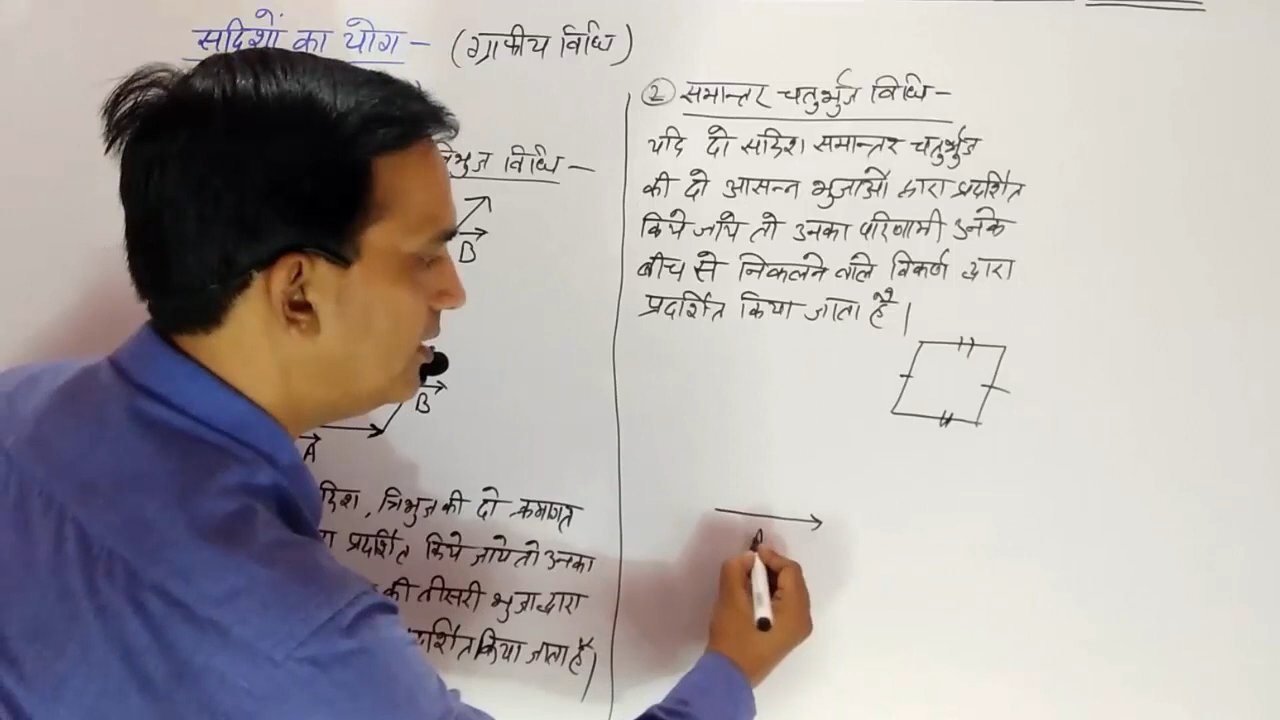 सदिशों का योग - (ग्राफीय विधि)
विधि -
B
B
A
त्रिभुज की दो क्रमागत
प्रदर्शित किये जाये तो उनका
की तीसरी भुजा द्वारा
किया जाता है।
② समान्तर चतुर्भुज विधि -
यदि दो सदिश समान्तर चतुर्भुज
की दो आसन्न भुजाओं द्वारा प्रदर्शित
किये जाये तो उनका परिणामी उनके
बीच से निकलने वाले विकर्ण द्वारा
प्रदर्शित किया जाता है।